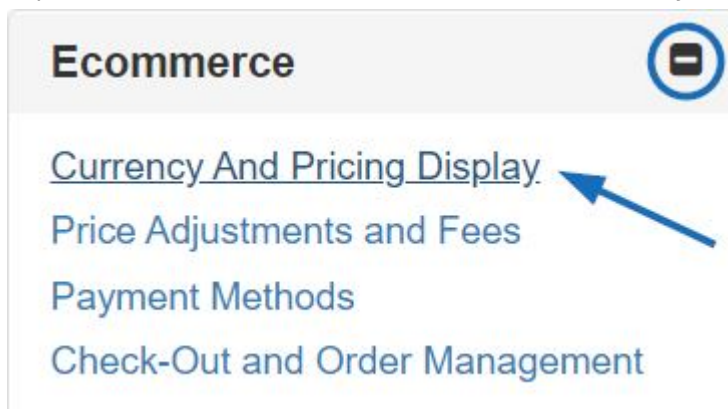 Ecommerce
Currency And Pricing Display
Price Adjustments and Fees
Payment Methods
Check-Out and Order Management